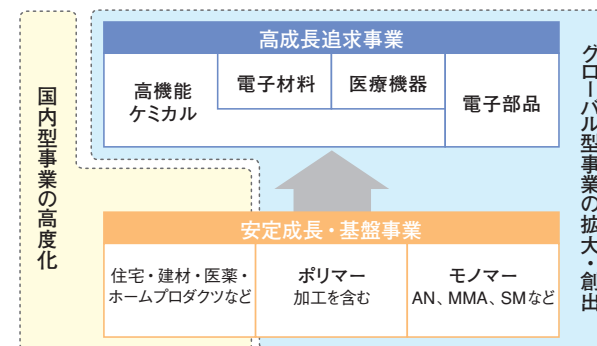 高成長追求事業
高機能
ケミカル
電子材料
医療機器
電子部品
国内型事業の高度化
グローバル型事業の拡大・創出
安定成長・基盤事業
住宅・建材・医薬・
ホームプロダクツなど
ポリマー
加工を含む
モノマー
AN、MMA、SMなど